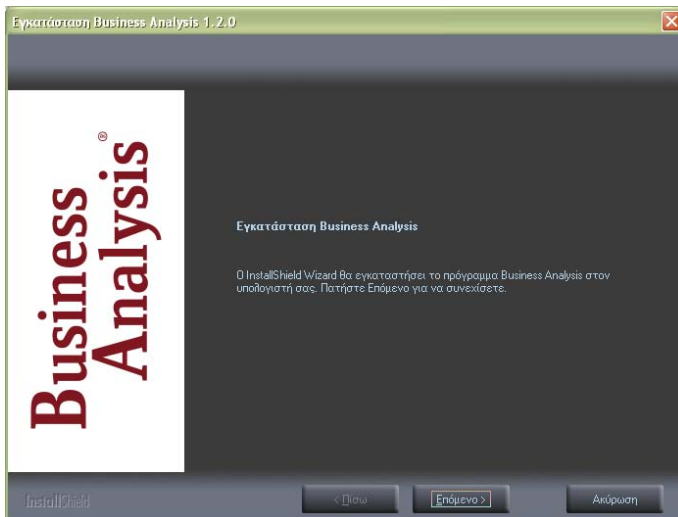 Εγκατάσταση Business Analysis 1.2.0
Business
Analysis®
Εγκατάσταση Business Analysis
Ο InstallShield Wizard θα εγκαταστήσει το πρόγραμμα Business Analysis στον
υπολογιστή σας. Πατήστε Επόμενο για να συνεχίσετε.
InstallShield
< Πίσω
Επόμενο >
Ακύρωση